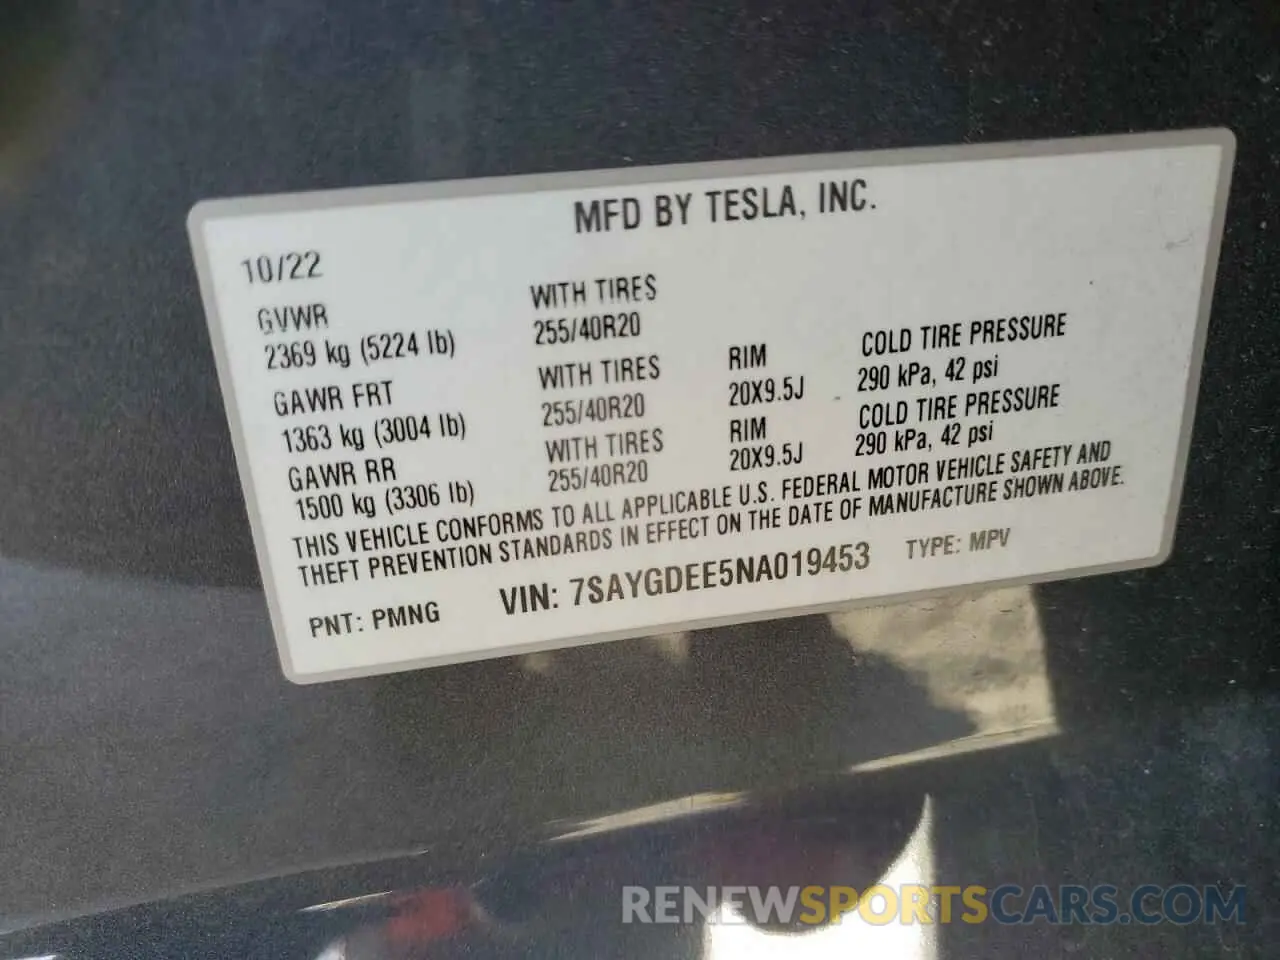 MFD BY TESLA, INC.
10/22
GVWR
2369 kg (5224 lb)
WITH TIRES
255/40R20
GAWR FRT
1363 kg (3004 lb)
WITH TIRES
255/40R20
RIM
20X9.5J
COLD TIRE PRESSURE
290 kPa, 42 psi
GAWR RR
1500 kg (3306 lb)
WITH TIRES
255/40R20
RIM
20X9.5J
COLD TIRE PRESSURE
290 kPa, 42 psi
THIS VEHICLE CONFORMS TO ALL APPLICABLE U.S. FEDERAL MOTOR VEHICLE SAFETY AND
THEFT PREVENTION STANDARDS IN EFFECT ON THE DATE OF MANUFACTURE SHOWN ABOVE.
PNT: PMNG VIN: 7SAYGDEE5NA019453 TYPE: MPV
RENEWSPORTSCARS.COM